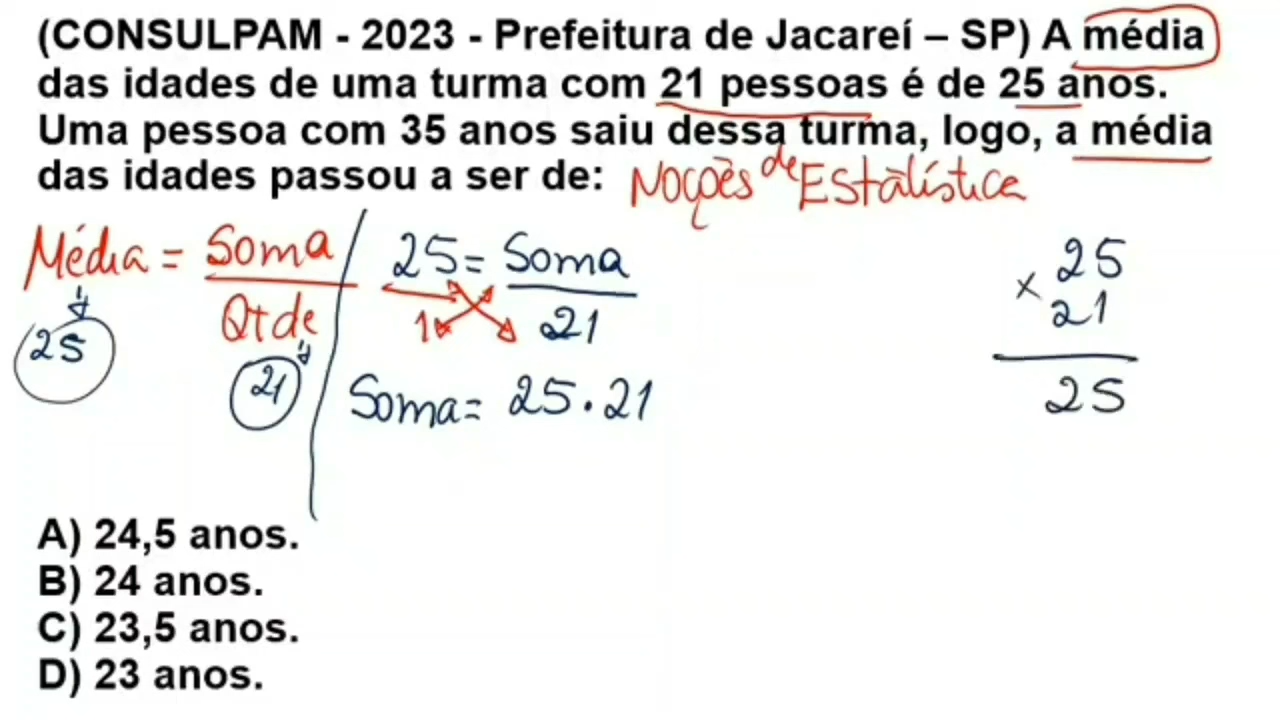 (CONSULPAM - 2023 - Prefeitura de Jacareí – SP) A média
das idades de uma turma com 21 pessoas é de 25 anos.
Uma pessoa com 35 anos saiu dessa turma, logo, a média
das idades passou a ser de:
Noções de Estatística
Média = Soma
Qtde
25
21
25 = Soma
1 21
Soma = 25 . 21
25
x 21
25
A) 24,5 anos.
B) 24 anos.
C) 23,5 anos.
D) 23 anos.